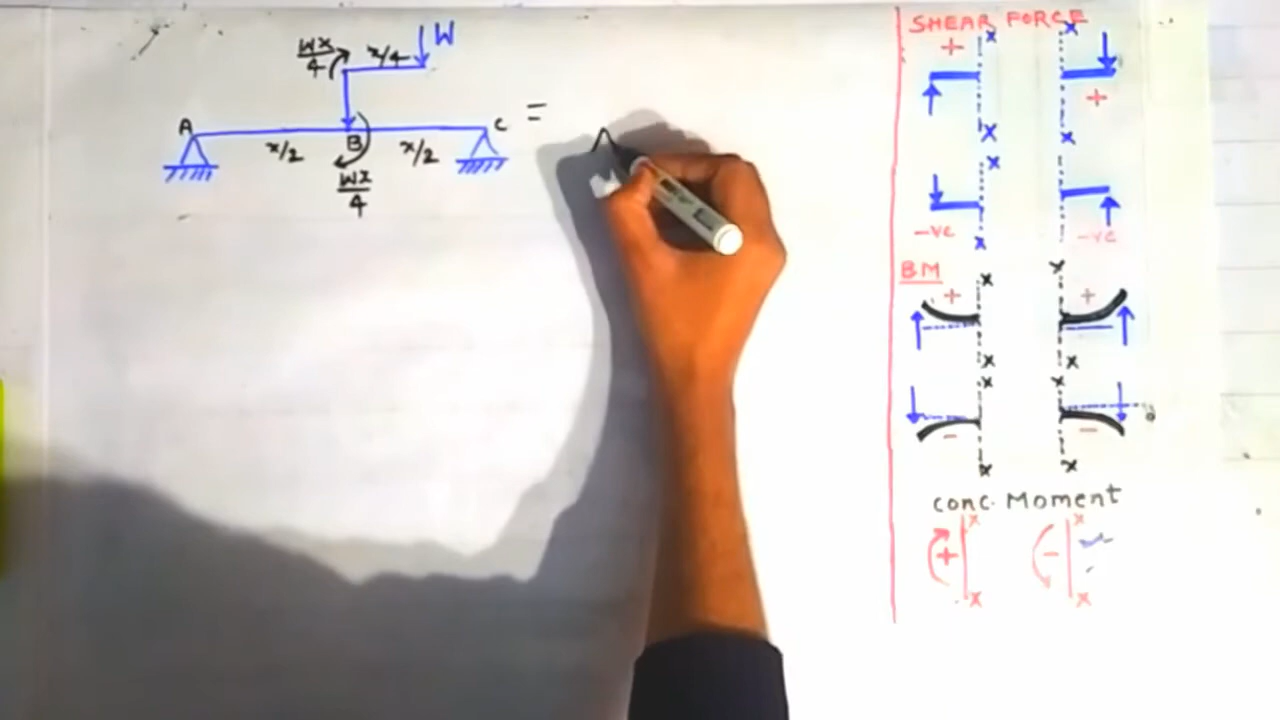 W
Wx/4 x/4
A B C =
x/2 x/2
Wx/4
SHEAR FORCE
+ x x
+
x x
x
-ve x -ve
BM x x
+ +
x x
x x
- -
x x
conc. Moment
x x
+ -
x x